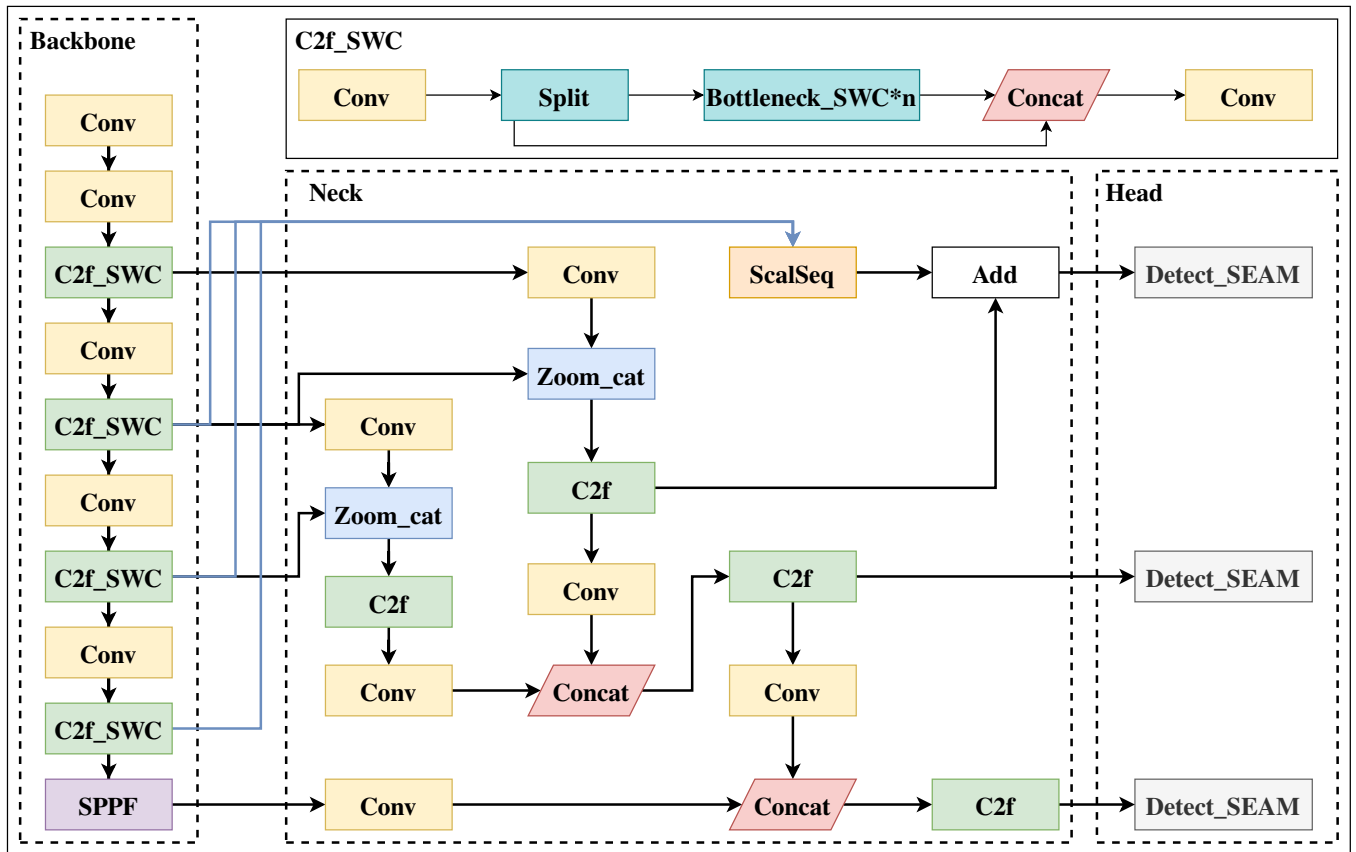 Backbone
Conv
Conv
C2f_SWC
Conv
C2f_SWC
Conv
C2f_SWC
Conv
C2f_SWC
SPPF
C2f_SWC
Conv
Split
Bottleneck_SWC*n
Concat
Conv
Neck
Conv
ScalSeq
Add
Zoom_cat
Conv
C2f
Zoom_cat
C2f
Conv
C2f
Conv
Concat
Conv
Conv
Concat
C2f
Head
Detect_SEAM
Detect_SEAM
Detect_SEAM